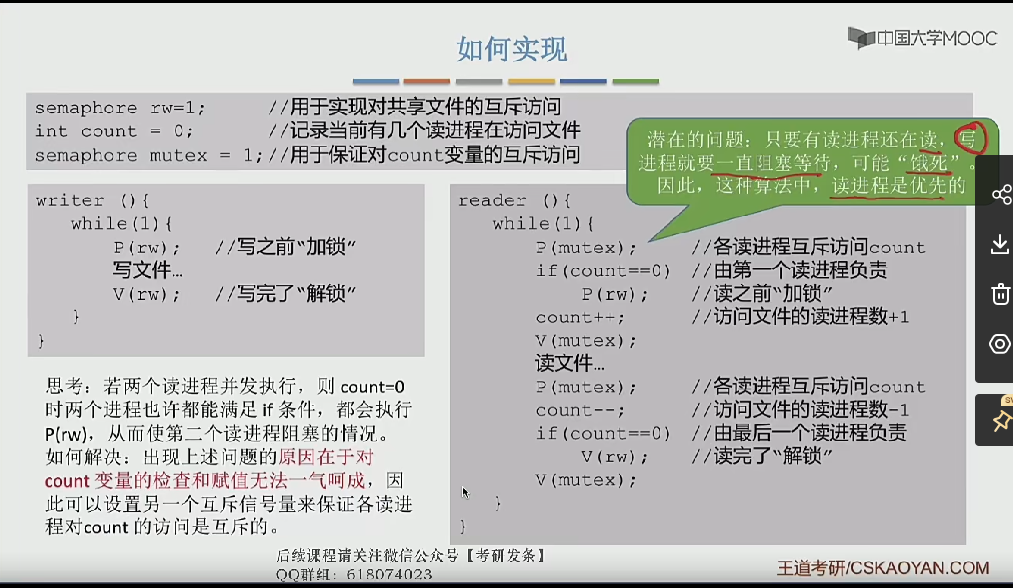 中国大学MOOC
如何实现
semaphore rw=1; //用于实现对共享文件的互斥访问
int count = 0; //记录当前有几个读进程在访问文件
semaphore mutex = 1;//用于保证对count变量的互斥访问
潜在的问题：只要有读进程还在读，写
进程就要一直阻塞等待，可能“饿死”。
因此，这种算法中，读进程是优先的
writer (){
while(1){
P(rw); //写之前“加锁”
写文件…
V(rw); //写完了“解锁”
}
}
思考：若两个读进程并发执行，则 count=0
时两个进程也许都能满足 if 条件，都会执行
P(rw)，从而使第二个读进程阻塞的情况。
如何解决：出现上述问题的原因在于对
count 变量的检查和赋值无法一气呵成，因
此可以设置另一个互斥信号量来保证各读进
程对count 的访问是互斥的。
reader (){
while(1){
P(mutex); //各读进程互斥访问count
if(count==0) //由第一个读进程负责
P(rw); //读之前“加锁”
count++; //访问文件的读进程数+1
V(mutex);
读文件…
P(mutex); //各读进程互斥访问count
count--; //访问文件的读进程数-1
if(count==0) //由最后一个读进程负责
V(rw); //读完了“解锁”
V(mutex);
}
}
后续课程请关注微信公众号【考研发条】
QQ群组：618074023
王道考研/CSKAOYAN.COM